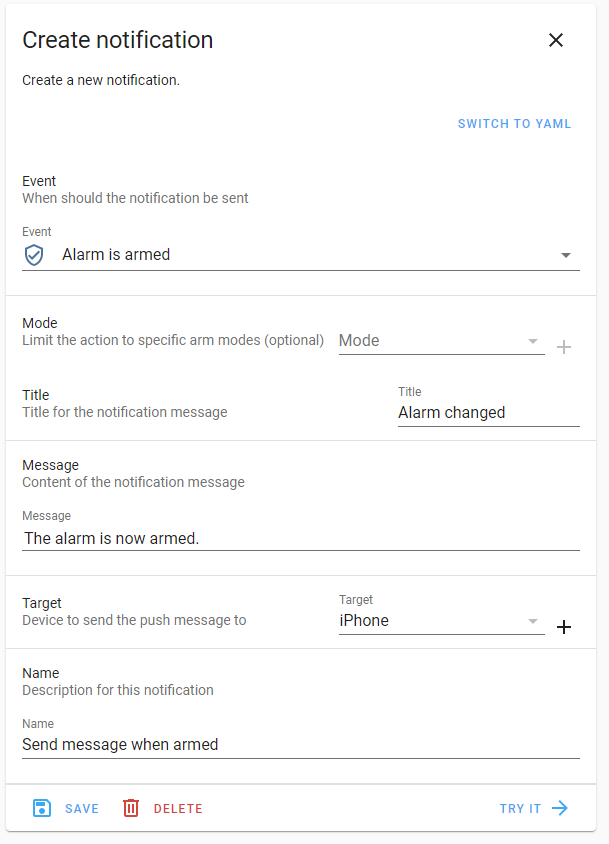 Create notification
Create a new notification.
SWITCH TO YAML
Event
When should the notification be sent
Event
Alarm is armed
Mode
Limit the action to specific arm modes (optional)
Mode
Title
Title for the notification message
Title
Alarm changed
Message
Content of the notification message
Message
The alarm is now armed.
Target
Device to send the push message to
Target
iPhone
Name
Description for this notification
Name
Send message when armed
SAVE
DELETE
TRY IT